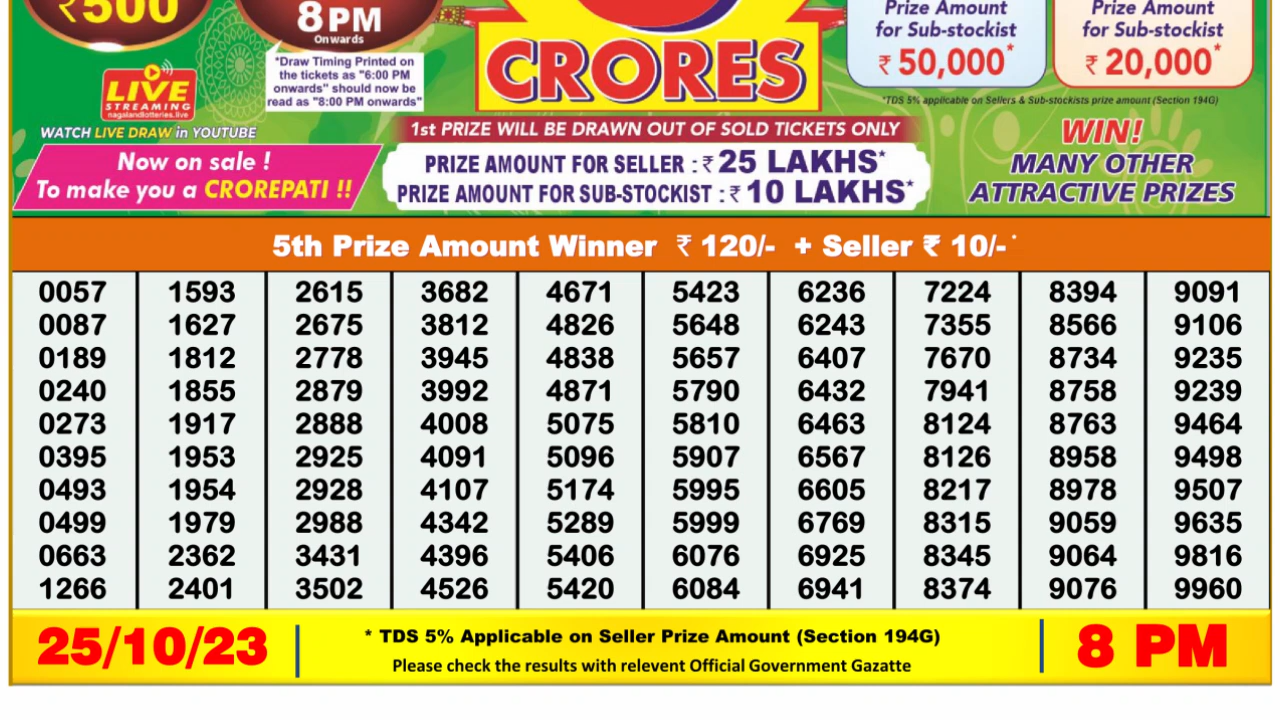 ₹500
8 PM
Onwards
*Draw Timing Printed on
the tickets as "6:00 PM
onwards" should now be
read as "8:00 PM onwards"
LIVE
STREAMING
nagalandlotteries.live
WATCH LIVE DRAW in YOUTUBE
Now on sale !
To make you a CROREPATI !!
CRORES
1st PRIZE WILL BE DRAWN OUT OF SOLD TICKETS ONLY
PRIZE AMOUNT FOR SELLER : ₹ 25 LAKHS*
PRIZE AMOUNT FOR SUB-STOCKIST : ₹ 10 LAKHS*
Prize Amount
for Sub-stockist
₹ 50,000*
Prize Amount
for Sub-stockist
₹ 20,000*
*TDS 5% applicable on Sellers & Sub-stockists prize amount (Section 194G)
WIN!
MANY OTHER
ATTRACTIVE PRIZES
5th Prize Amount Winner ₹ 120/- + Seller ₹ 10/- *
0057 1593 2615 3682 4671 5423 6236 7224 8394 9091
0087 1627 2675 3812 4826 5648 6243 7355 8566 9106
0189 1812 2778 3945 4838 5657 6407 7670 8734 9235
0240 1855 2879 3992 4871 5790 6432 7941 8758 9239
0273 1917 2888 4008 5075 5810 6463 8124 8763 9464
0395 1953 2925 4091 5096 5907 6567 8126 8958 9498
0493 1954 2928 4107 5174 5995 6605 8217 8978 9507
0499 1979 2988 4342 5289 5999 6769 8315 9059 9635
0663 2362 3431 4396 5406 6076 6925 8345 9064 9816
1266 2401 3502 4526 5420 6084 6941 8374 9076 9960
25/10/23
* TDS 5% Applicable on Seller Prize Amount (Section 194G)
Please check the results with relevent Official Government Gazatte
8 PM